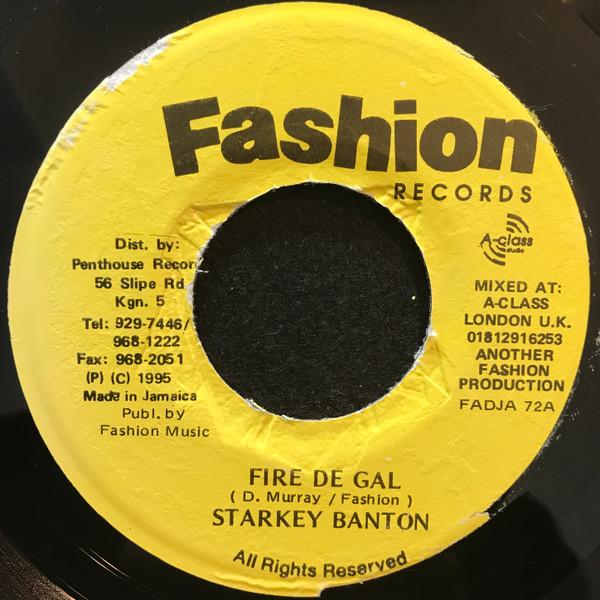 Fashion
RECORDS
A-class
studio
Dist. by:
Penthouse Recor
56 Slipe Rd
Kgn. 5
Tel: 929-7446/
968-1222
Fax: 968-2051
(P) (C) 1995
Made in Jamaica
Publ. by
Fashion Music
MIXED AT:
A-CLASS
LONDON U.K.
01812916253
ANOTHER
FASHION
PRODUCTION
FADJA 72A
FIRE DE GAL
( D. Murray / Fashion )
STARKEY BANTON
All Rights Reserved